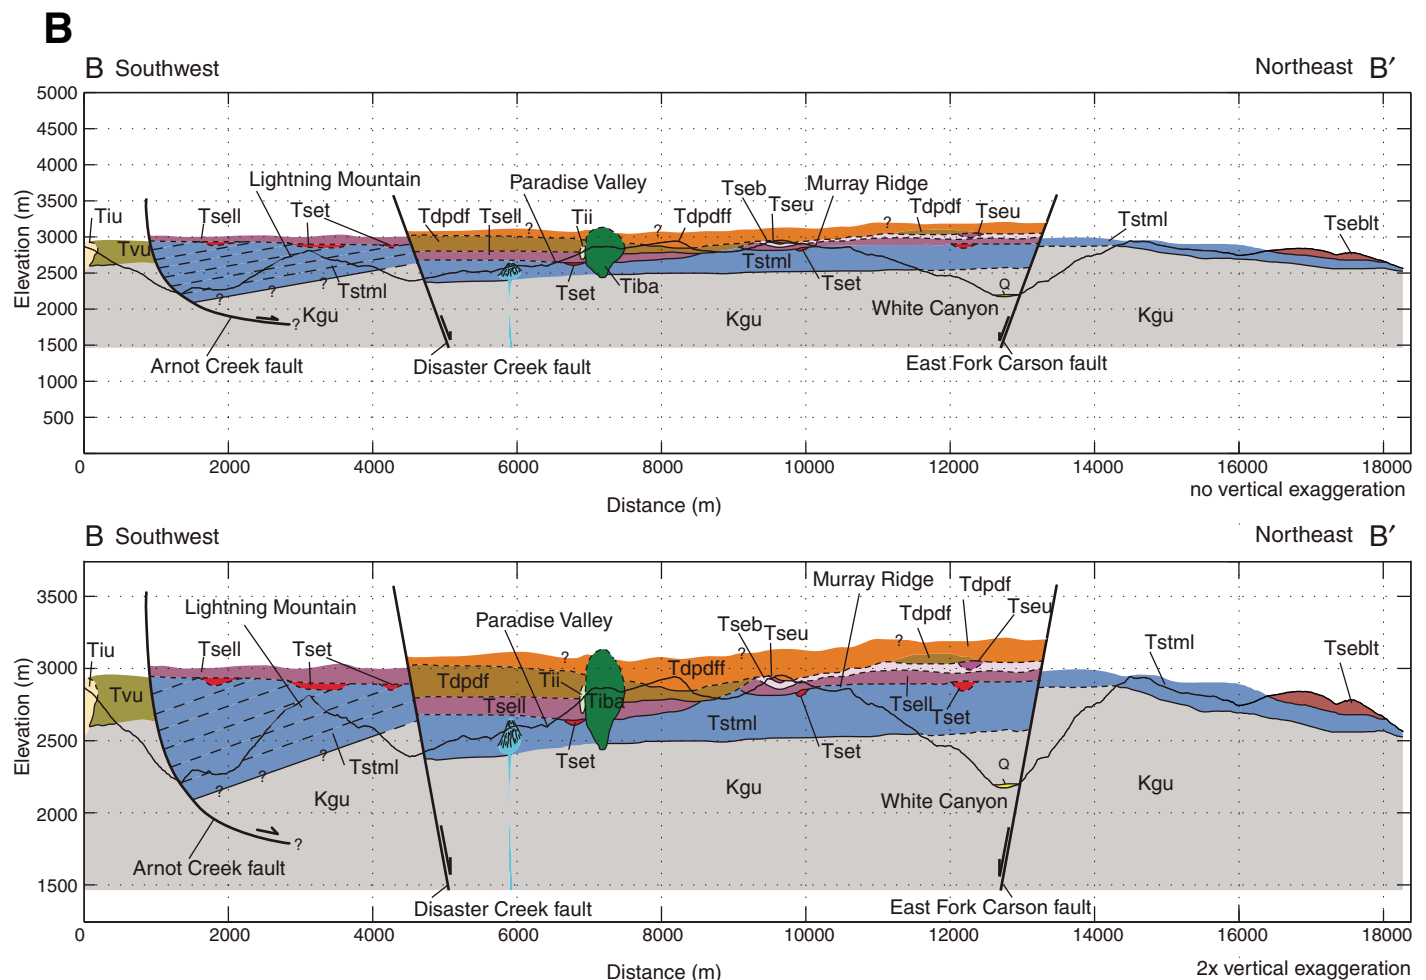 B
B Southwest
Northeast B′
5000
4500
4000
3500
3000
2500
2000
1500
1000
500
Elevation (m)
Lightning Mountain
Paradise Valley
Tseb
Murray Ridge
Tiu
Tsell
Tset
Tdpdf
Tsell
Tii
Tdpdff
Tseu
Tdpdf
Tseu
Tstml
Tseblt
Tvu
?
?
?
Tstml
Tstml
Tset
Tiba
Tset
Q
White Canyon
?
?
?
?
Kgu
Kgu
Kgu
Arnot Creek fault
Disaster Creek fault
East Fork Carson fault
0
2000
4000
6000
8000
10000
12000
14000
16000
18000
Distance (m)
no vertical exaggeration
B Southwest
Northeast B′
3500
3000
2500
2000
1500
Elevation (m)
Murray Ridge
Tdpdf
Lightning Mountain
Paradise Valley
Tseb
Tseu
Tdpdf
Tseu
Tiu
Tsell
Tset
?
?
?
Tstml
Tseblt
Tvu
Tdpdf
Tii
Tdpdff
Tiba
Tsell
Tsell
Tset
Tstml
Tstml
Tset
Tset
Q
?
?
?
Kgu
Kgu
Kgu
White Canyon
Arnot Creek fault
Disaster Creek fault
East Fork Carson fault
0
2000
4000
6000
8000
10000
12000
14000
16000
18000
Distance (m)
2x vertical exaggeration